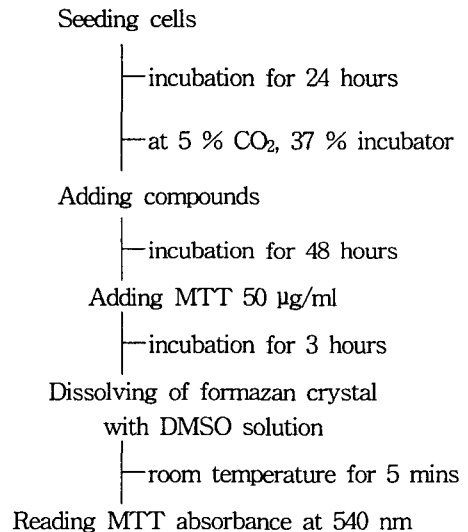 Seeding cells
incubation for 24 hours
at 5 % CO₂, 37 % incubator
Adding compounds
incubation for 48 hours
Adding MTT 50 μg/ml
incubation for 3 hours
Dissolving of formazan crystal
with DMSO solution
room temperature for 5 mins
Reading MTT absorbance at 540 nm